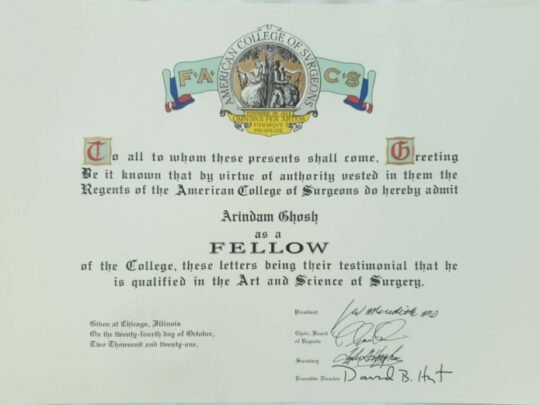 AMERICAN COLLEGE OF SURGEONS
F·A·C·S
FOUNDED IN 1913
OMNIBVS PER ARTEM
FIDEMQVE
PRODESSE
To all to whom these presents shall come, Greeting
Be it known that by virtue of authority vested in them the
Regents of the American College of Surgeons do hereby admit
Arindam Ghosh
as a
FELLOW
of the College, these letters being their testimonial that he
is qualified in the Art and Science of Surgery.
Given at Chicago, Illinois
On the twenty-fourth day of October,
Two Thousand and twenty-one.
President
Chair, Board
of Regents
Secretary
Executive Director David B. Hoyt